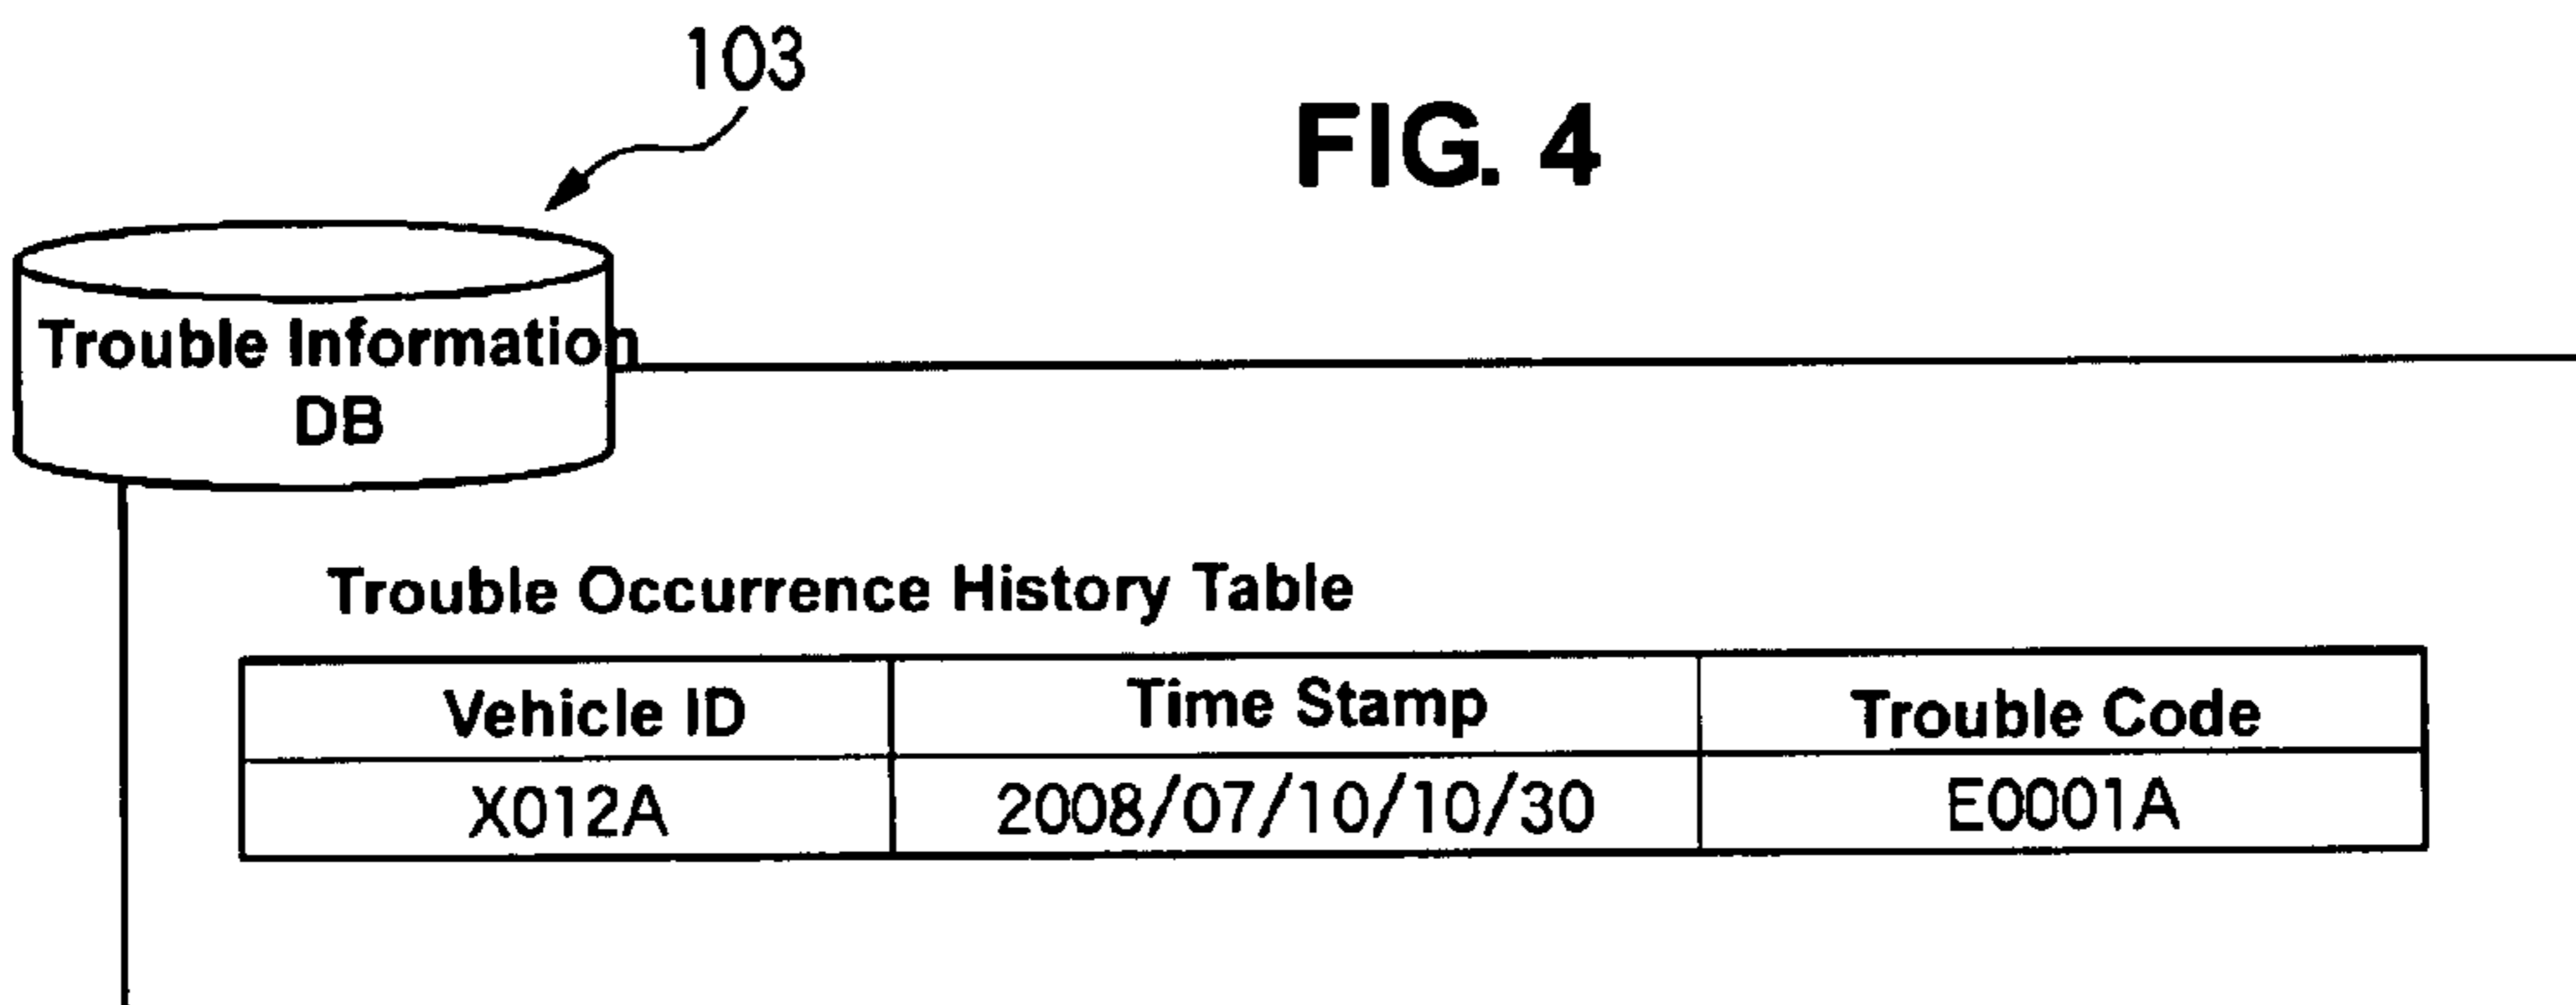 103
FIG. 4
Trouble Information
DB
Trouble Occurrence History Table
Vehicle ID Time Stamp Trouble Code
X012A 2008/07/10/10/30 E0001A